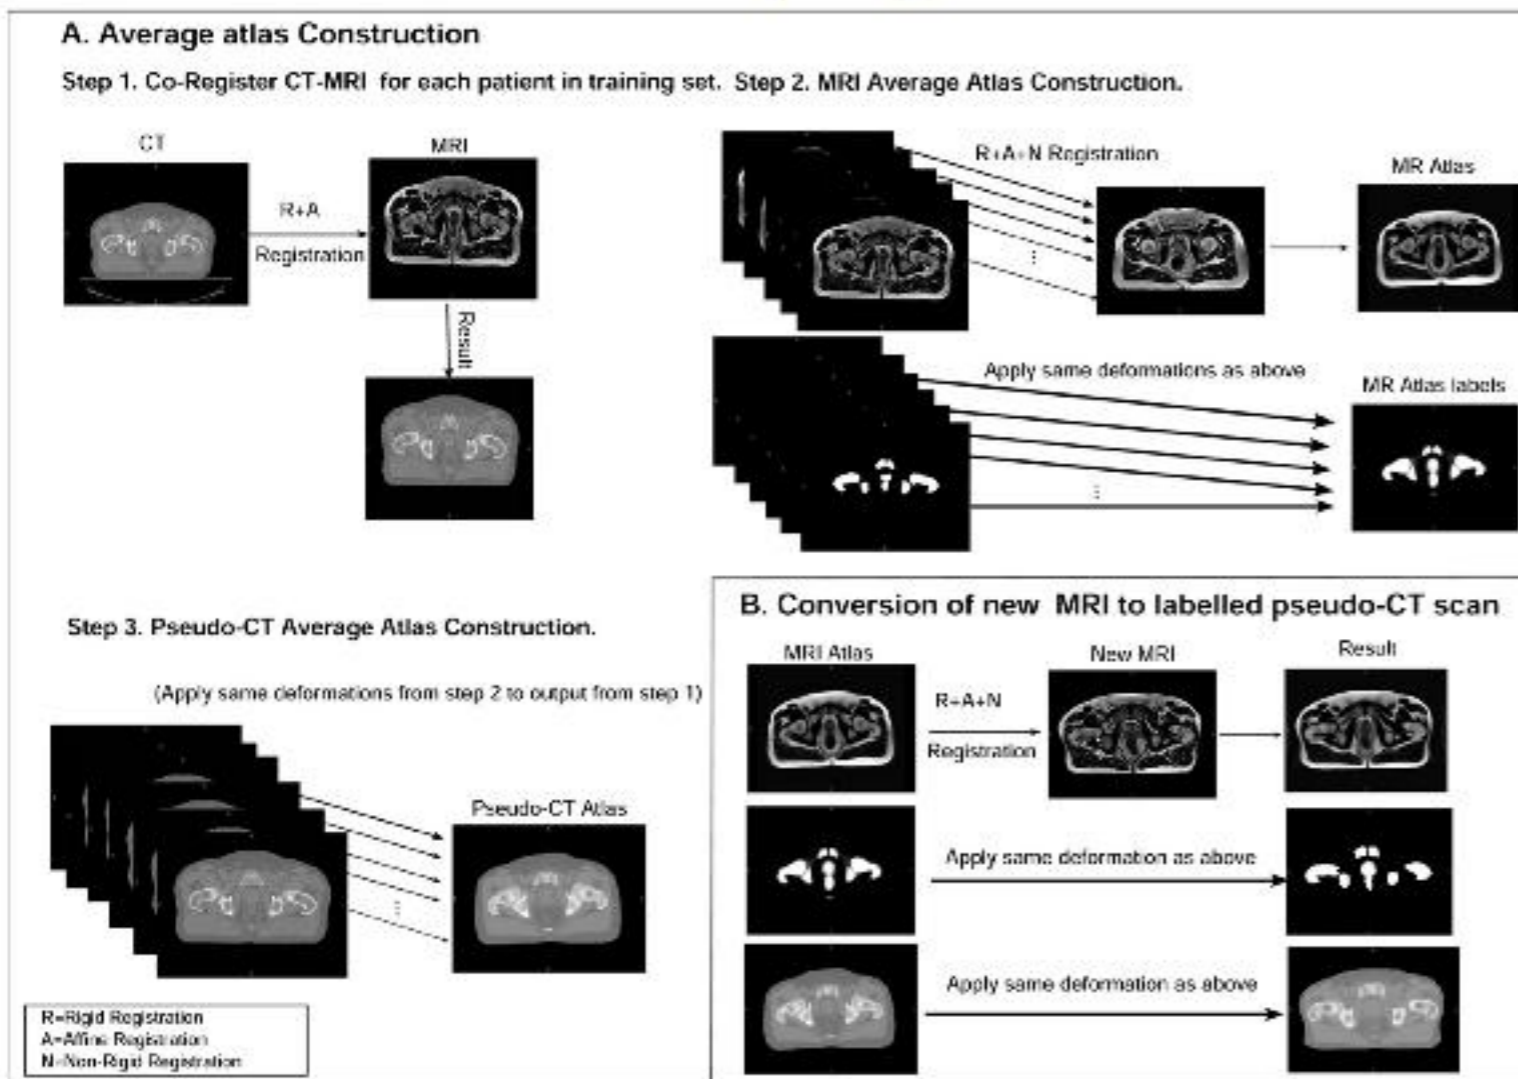 A. Average atlas Construction
Step 1. Co-Register CT-MRI for each patient in training set. Step 2. MRI Average Atlas Construction.
CT
MRI
R+A
Registration
Result
R+A+N Registration
MR Atlas
Apply same deformations as above
MR Atlas labels
Step 3. Pseudo-CT Average Atlas Construction.
(Apply same deformations from step 2 to output from step 1)
Pseudo-CT Atlas
R=Rigid Registration
A=Affine Registration
N=Non-Rigid Registration
B. Conversion of new MRI to labelled pseudo-CT scan
MRI Atlas
New MRI
Result
R+A+N
Registration
Apply same deformation as above
Apply same deformation as above